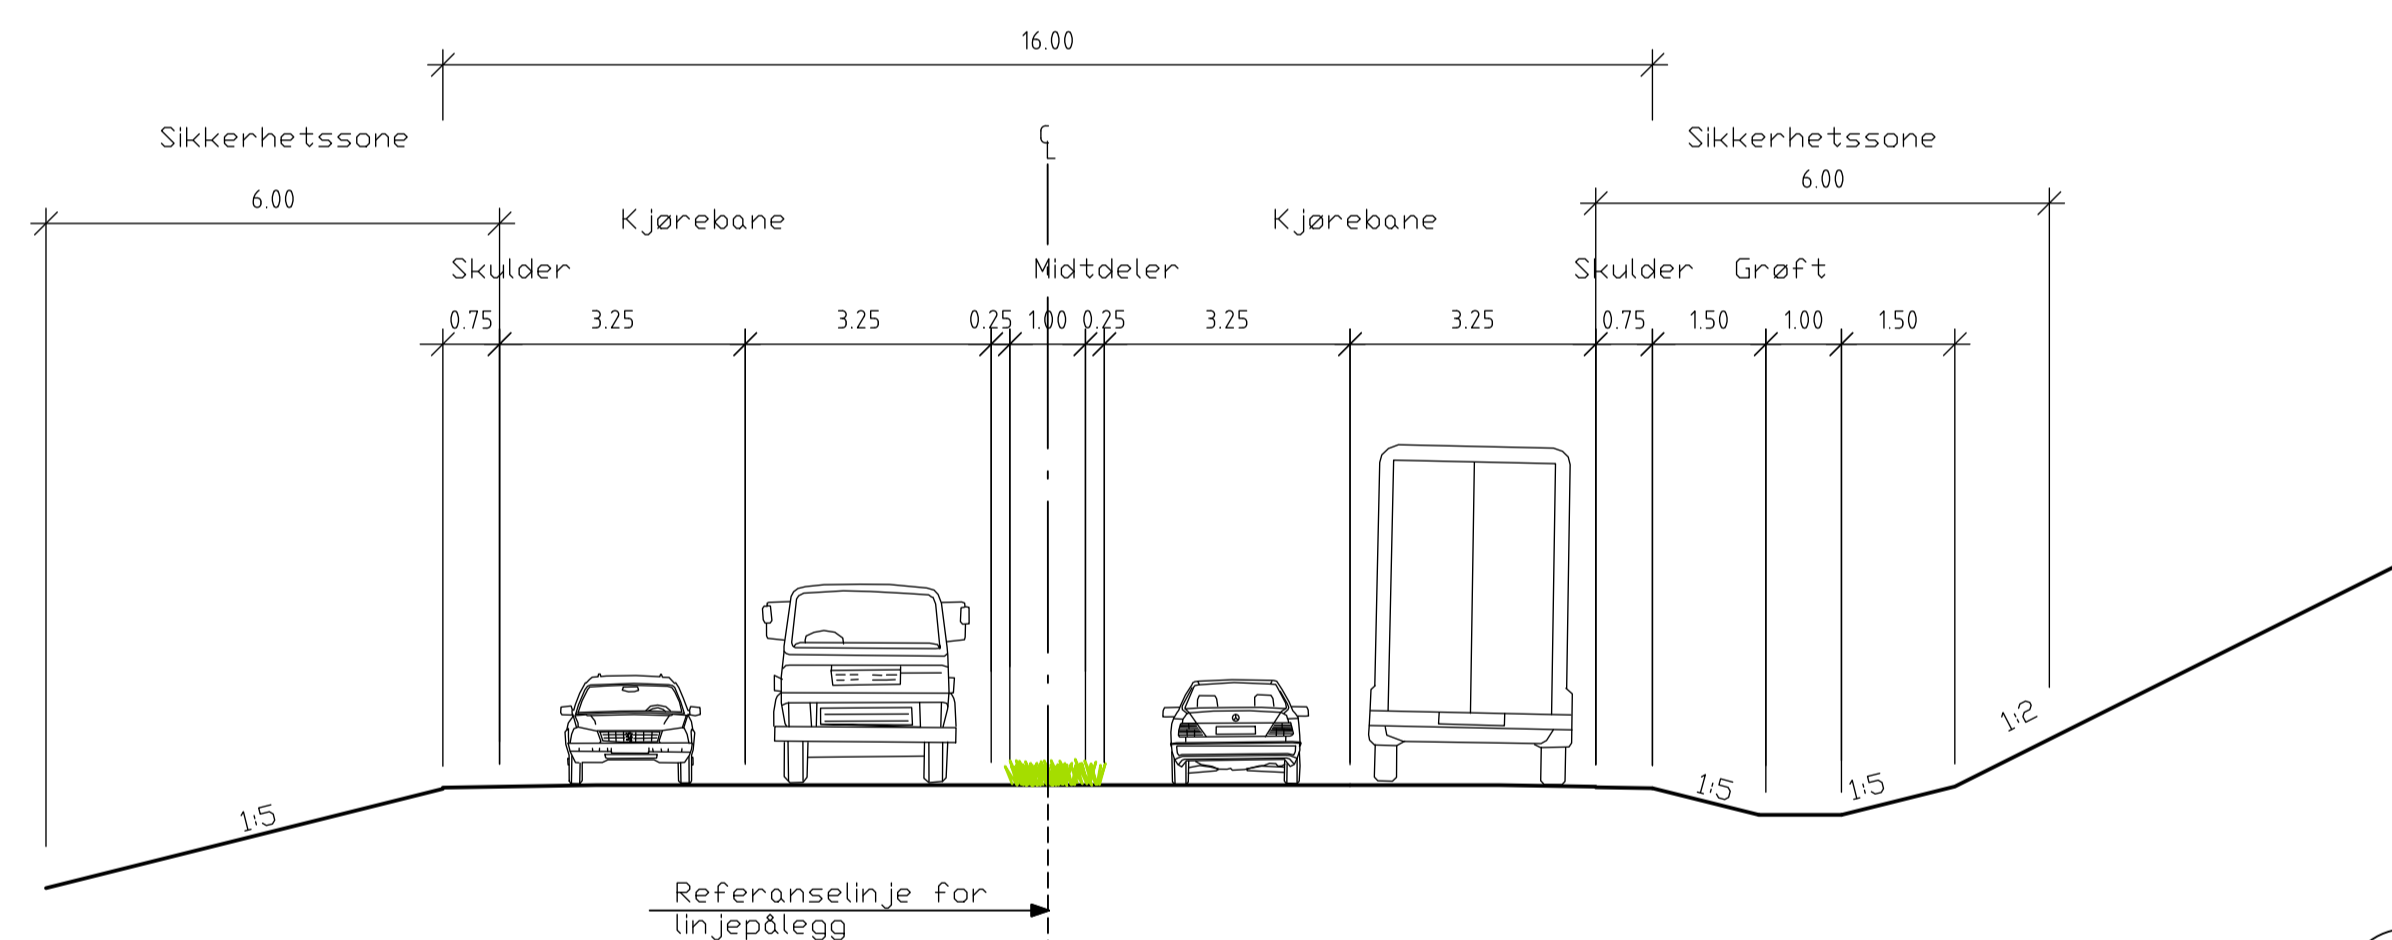 16.00
℄
Sikkerhetssone
Sikkerhetssone
6.00
6.00
Kjørebane
Kjørebane
Skulder
Midtdeler
Skulder
Grøft
0.75
3.25
3.25
0.25
1.00
0.25
3.25
3.25
0.75
1.50
1.00
1.50
1:2
1:5
1:5
1:5
Referanselinje for
linjepålegg